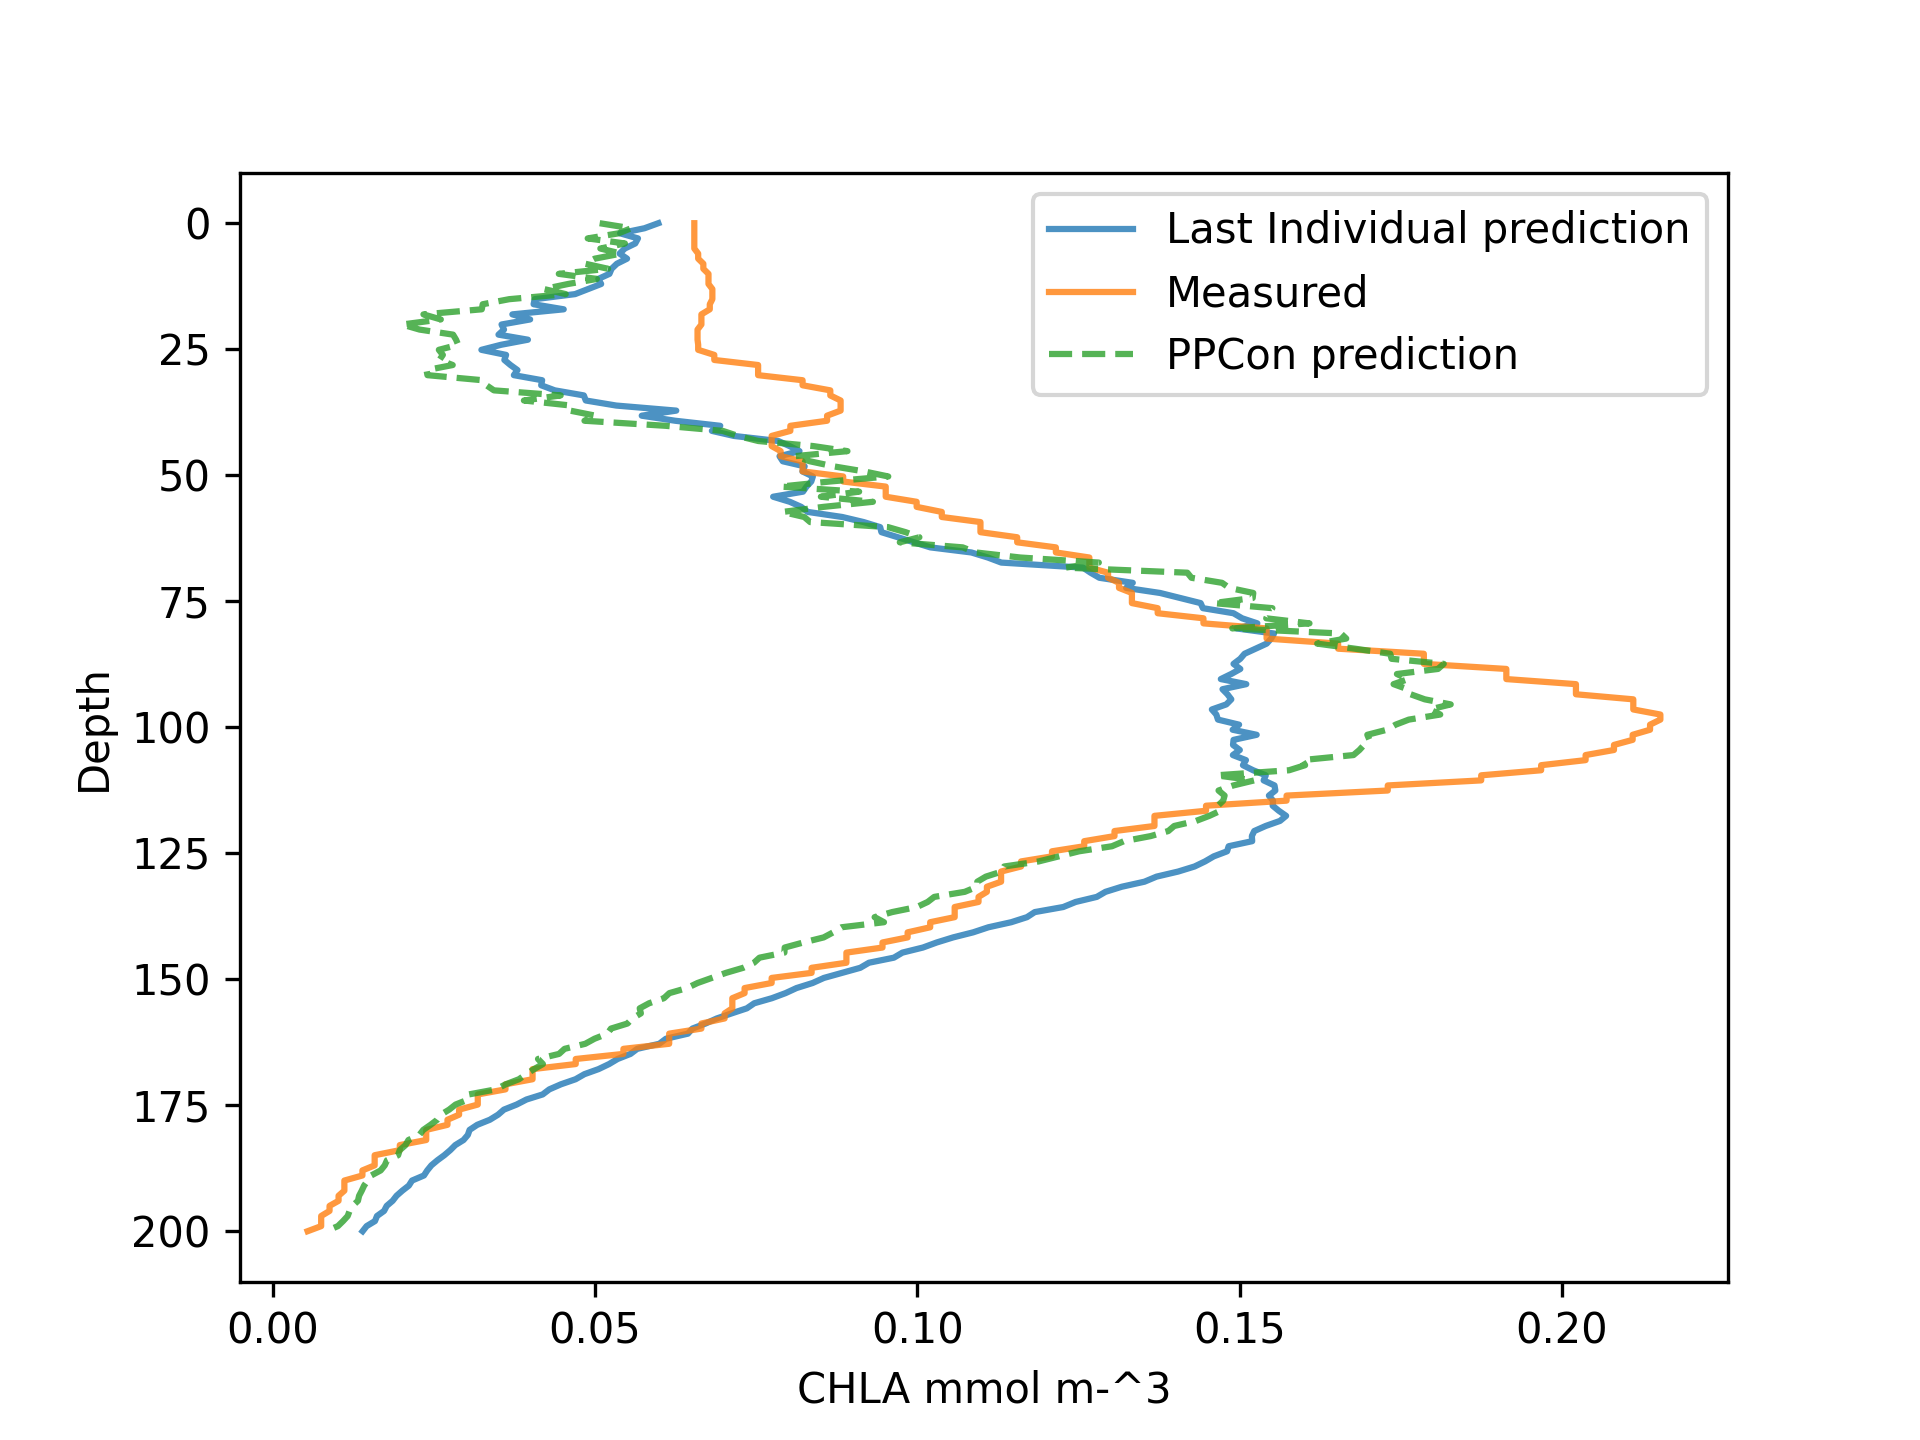 Last Individual prediction
Measured
PPCon prediction
0
25
50
75
100
125
150
175
200
Depth
0.00 0.05 0.10 0.15 0.20
CHLA mmol m-^3